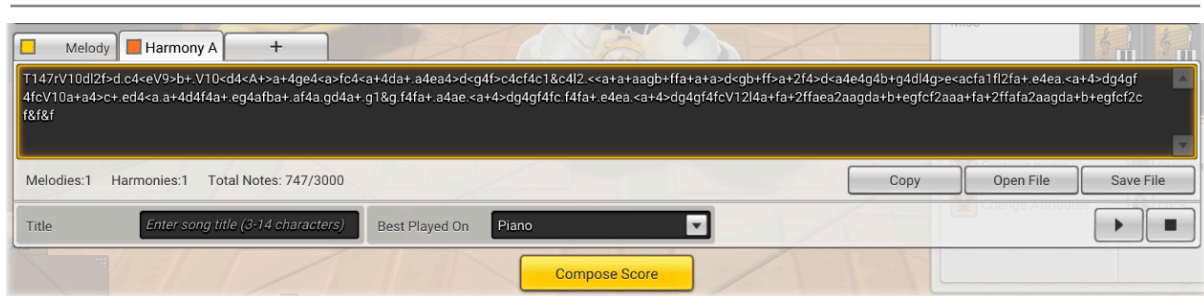 Melody
Harmony A
+
T147rV10dl2f>d.c4<eV9>b+.V10<d4<A+>a+4ge4<a>fc4<a+4da+.a4ea4>d<g4f>c4cf4c1&c4l2.<<a+a+aagb+ffa+a+a>d<gb+ff>a+2f4>d<a4e4g4b+g4dl4g>e<acfa1fl2fa+.e4ea.<a+4>dg4gf
4fcV10a+a4>c+.ed4<a.a+4d4f4a+.eg4afba+.af4a.gd4a+.g1&g.f4fa+.a4ae.<a+4>dg4gf4fc.f4fa+.e4ea.<a+4>dg4gf4fcV12l4a+fa+2ffaea2aagda+b+egfcf2aaa+fa+2ffafa2aagda+b+egfcf2c
f&f&f
Melodies:1 Harmonies:1 Total Notes: 747/3000
Copy
Open File
Save File
Title
Enter song title (3-14 characters)
Best Played On
Piano
Compose Score